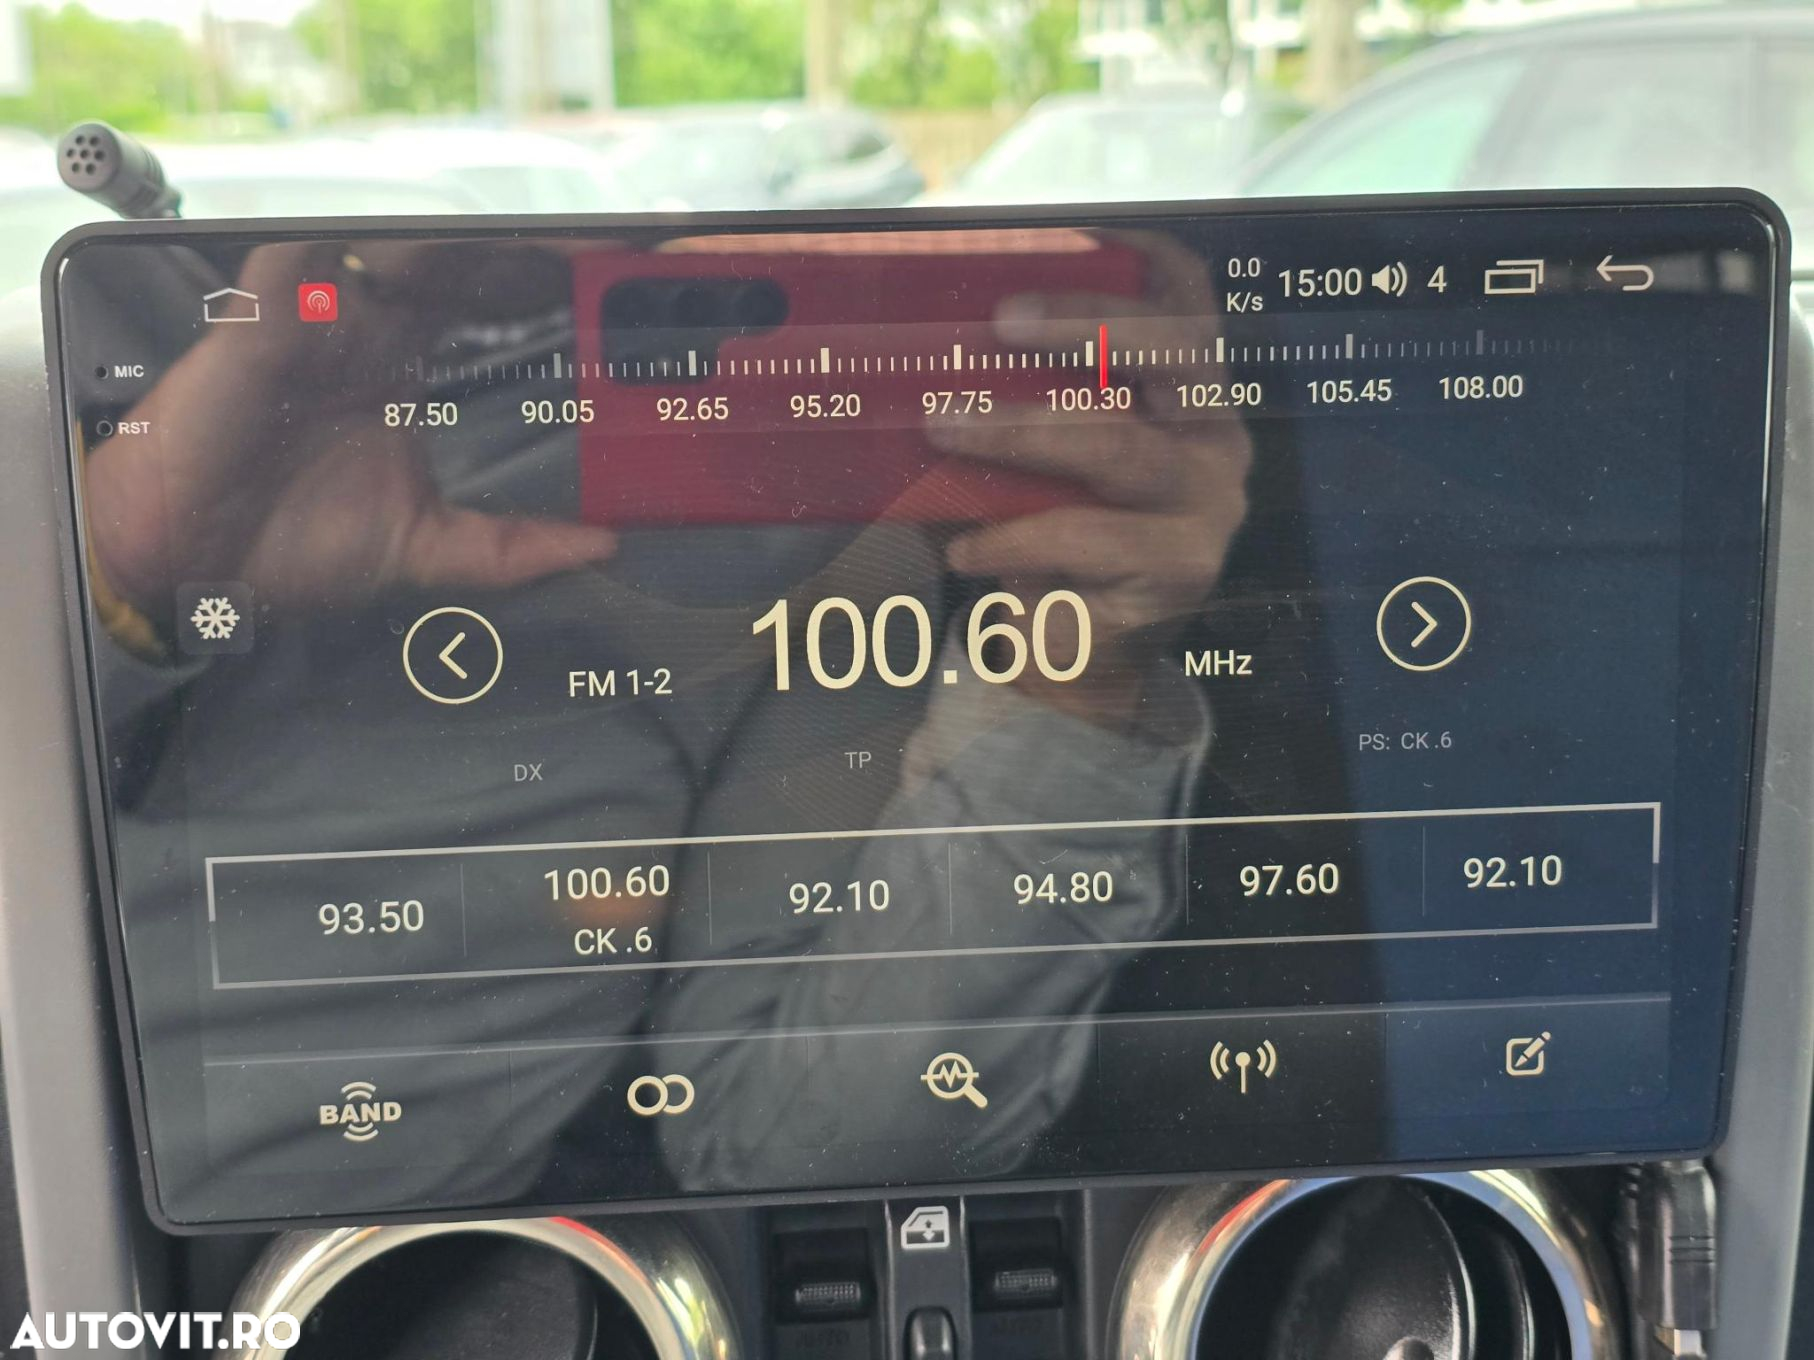 0.0
K/s
15:00
4
MIC
RST
87.50 90.05 92.65 95.20 97.75 100.30 102.90 105.45 108.00
FM 1-2
100.60
MHz
DX
TP
PS: CK .6
93.50
100.60
CK .6
92.10
94.80
97.60
92.10
BAND
AUTOVIT.RO